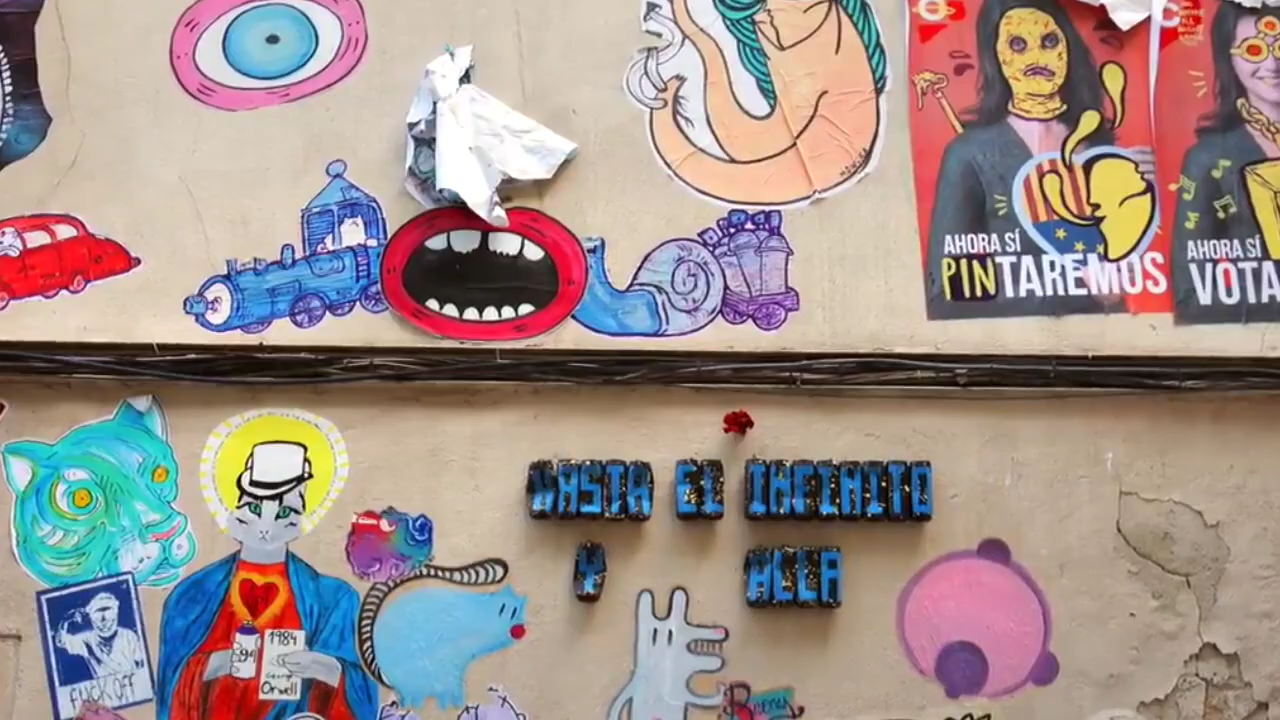 AHORA SÍ
PINTAREMOS
AHORA SÍ
VOTA
HASTA EL INFINITO
Y ALLA
1984
George
Orwell
FUCK OFF